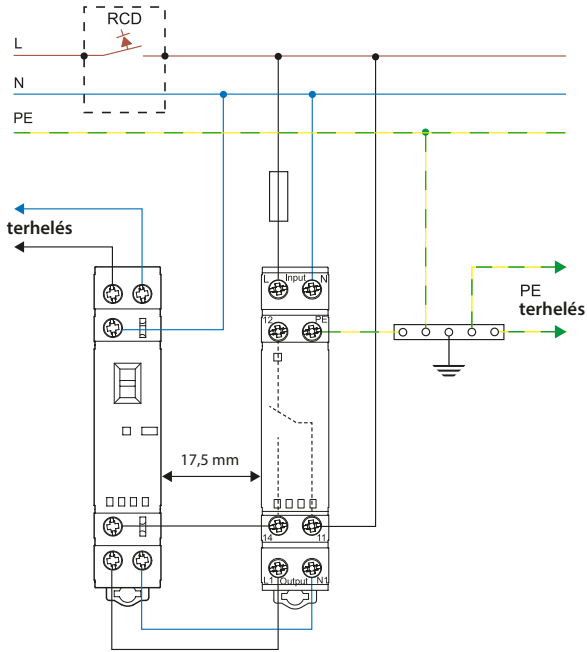 RCD
L
N
PE
terhelés
L Input N
12 PE
PE
terhelés
17,5 mm
14 11
L1 Output N1